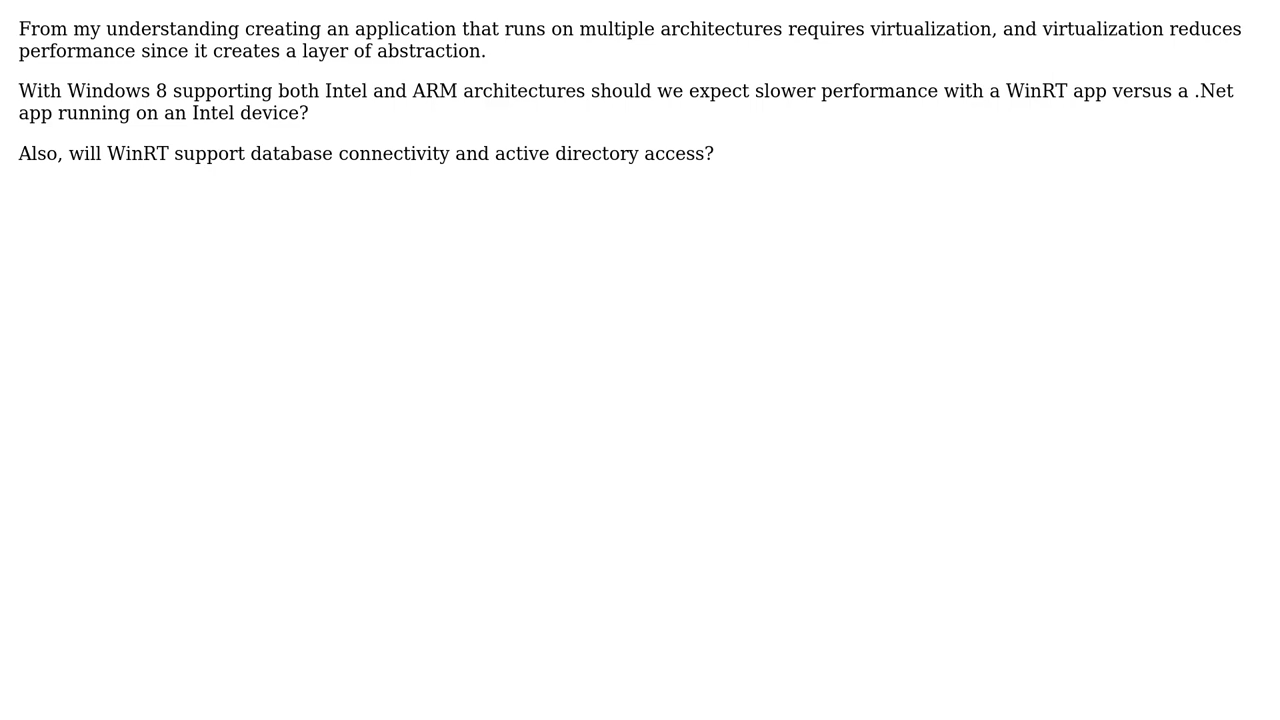 From my understanding creating an application that runs on multiple architectures requires virtualization, and virtualization reduces
performance since it creates a layer of abstraction.
With Windows 8 supporting both Intel and ARM architectures should we expect slower performance with a WinRT app versus a .Net
app running on an Intel device?
Also, will WinRT support database connectivity and active directory access?